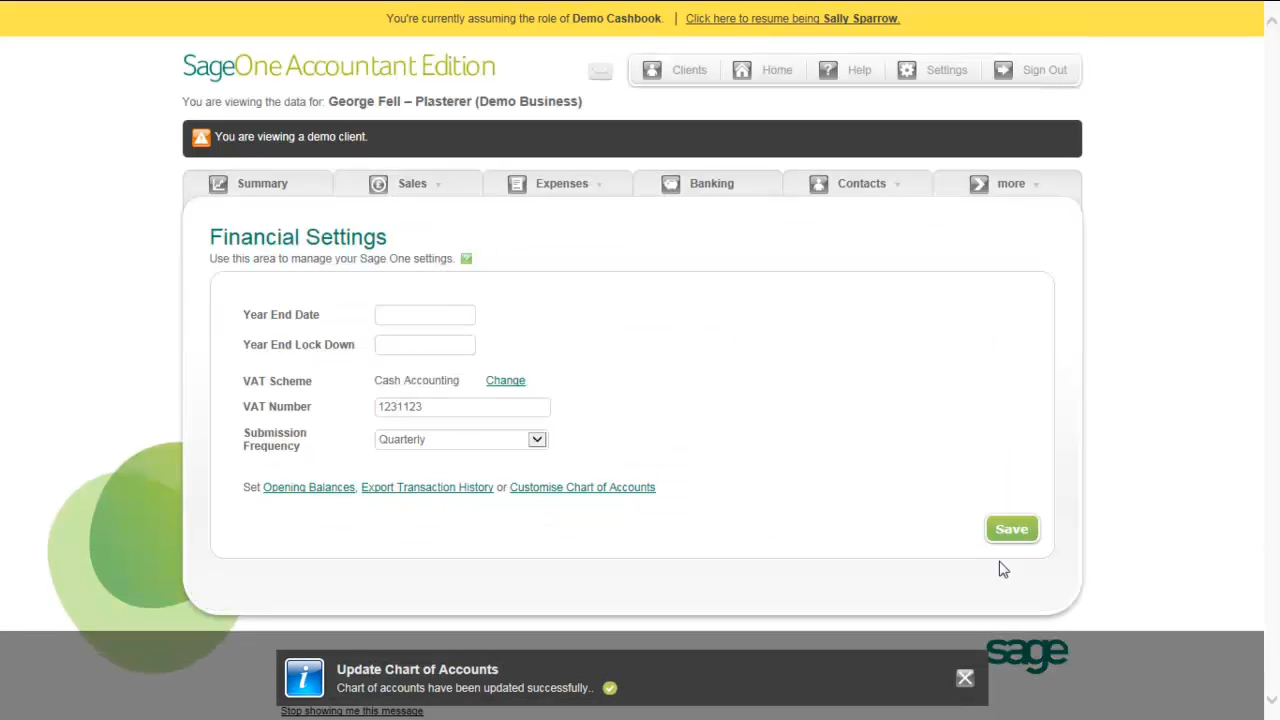 You're currently assuming the role of Demo Cashbook. | Click here to resume being Sally Sparrow.
SageOne Accountant Edition
Clients Home Help Settings Sign Out
You are viewing the data for: George Fell – Plasterer (Demo Business)
You are viewing a demo client.
Summary Sales Expenses Banking Contacts more
Financial Settings
Use this area to manage your Sage One settings.
Year End Date
Year End Lock Down
VAT Scheme Cash Accounting Change
VAT Number 1231123
Submission Frequency Quarterly
Set Opening Balances, Export Transaction History or Customise Chart of Accounts
Save
sage
Update Chart of Accounts
Chart of accounts have been updated successfully..
Stop showing me this message